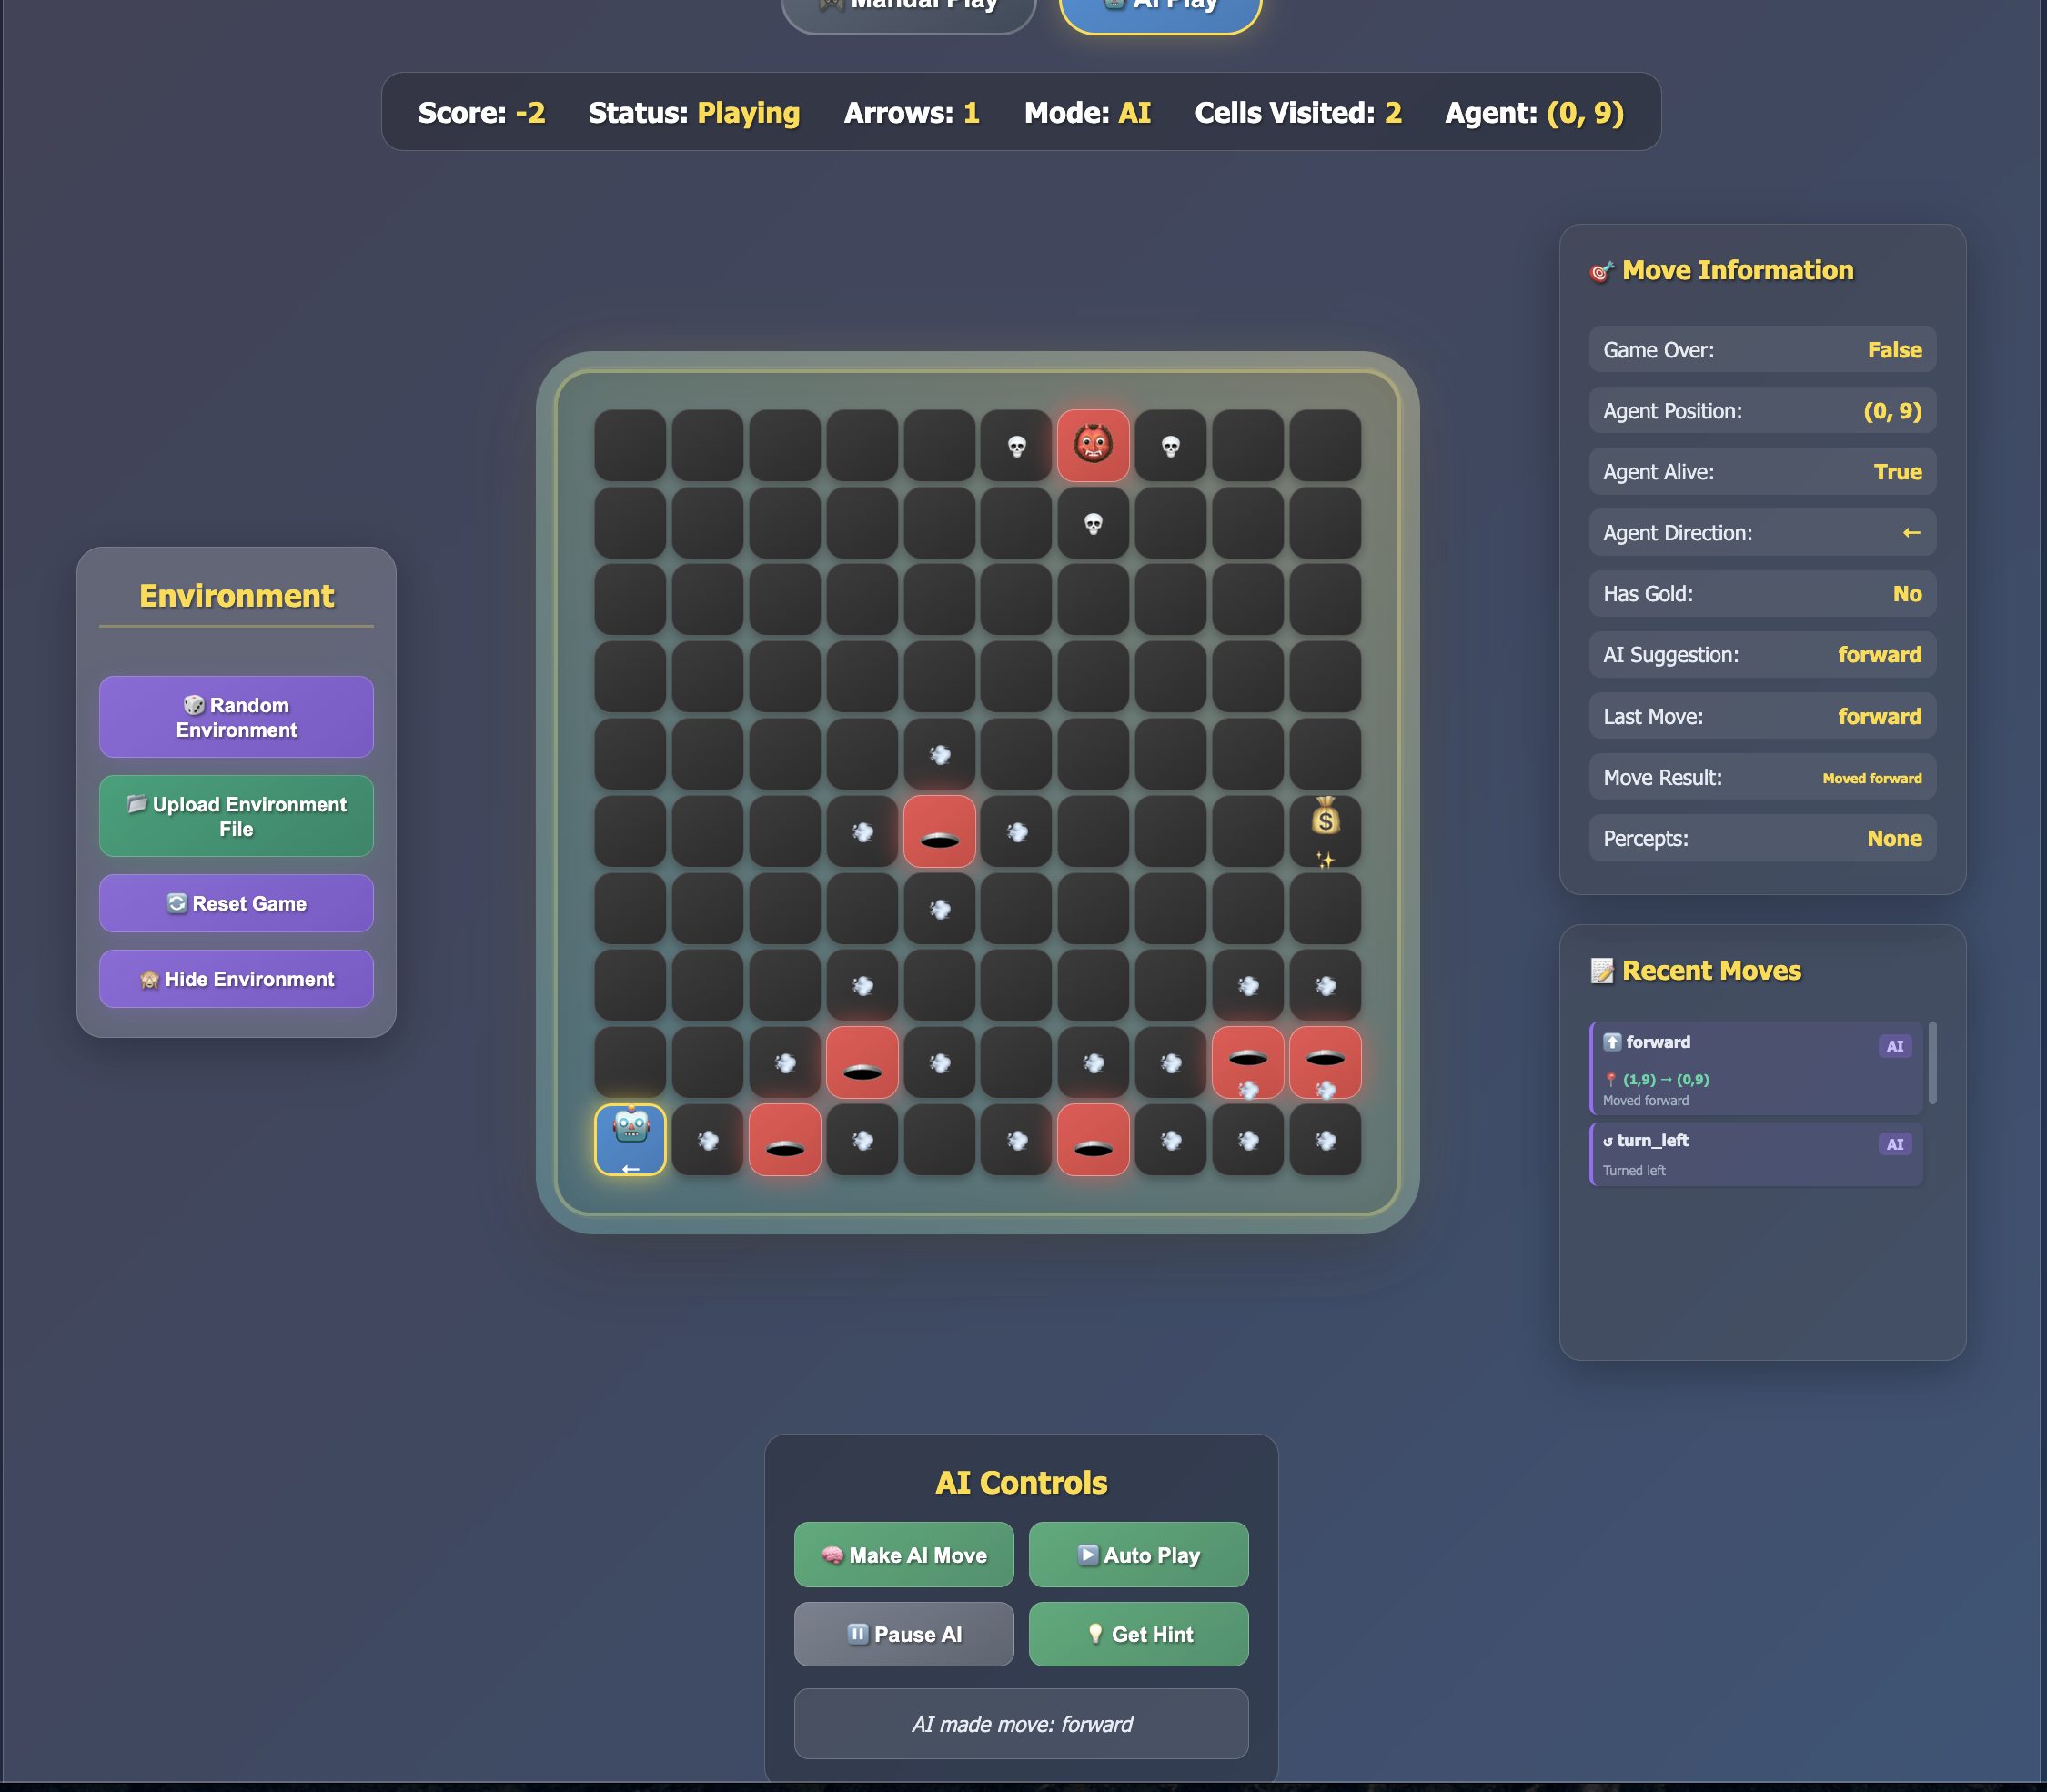 Manual Play
AI Play
Score: -2 Status: Playing Arrows: 1 Mode: AI Cells Visited: 2 Agent: (0, 9)
Environment
Random
Environment
Upload Environment
File
Reset Game
Hide Environment
$
←
Move Information
Game Over: False
Agent Position: (0, 9)
Agent Alive: True
Agent Direction: ←
Has Gold: No
AI Suggestion: forward
Last Move: forward
Move Result: Moved forward
Percepts: None
Recent Moves
forward AI
(1,9) → (0,9)
Moved forward
↺ turn_left AI
Turned left
AI Controls
Make AI Move
Auto Play
Pause AI
Get Hint
AI made move: forward